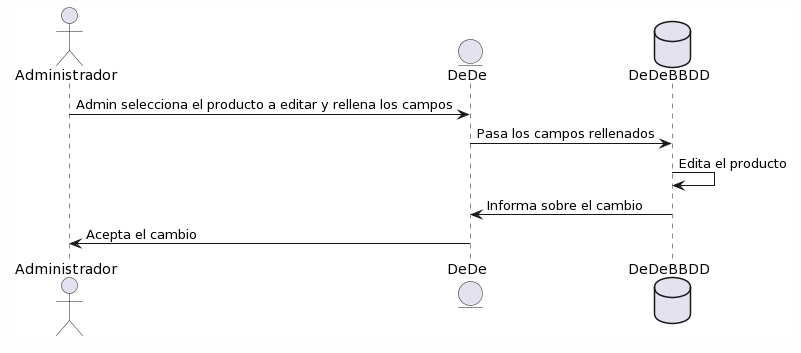 Administrador
DeDe
DeDeBBDD
Admin selecciona el producto a editar y rellena los campos
Pasa los campos rellenados
Edita el producto
Informa sobre el cambio
Acepta el cambio
Administrador
DeDe
DeDeBBDD